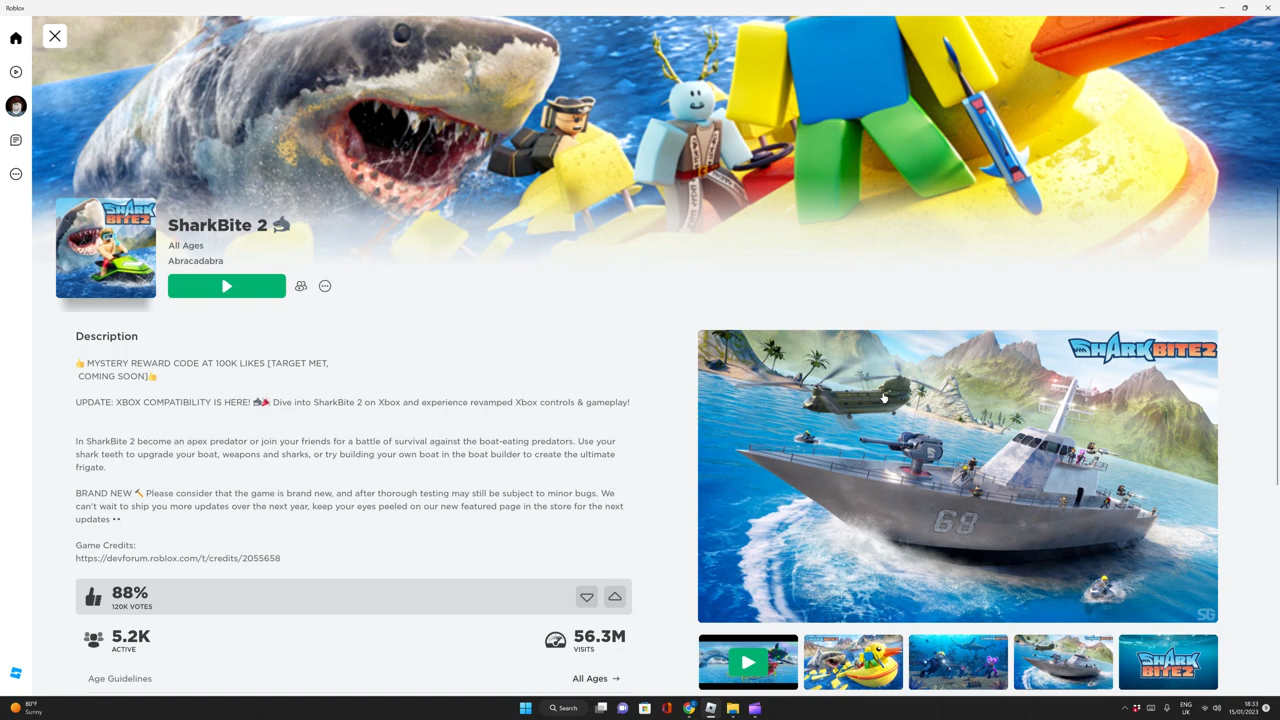 Roblox
SHARK
BITE2
SharkBite 2
All Ages
Abracadabra
Description
👍 MYSTERY REWARD CODE AT 100K LIKES [TARGET MET,
COMING SOON]👍
UPDATE: XBOX COMPATIBILITY IS HERE! 🦈🎉 Dive into SharkBite 2 on Xbox and experience revamped Xbox controls & gameplay!
In SharkBite 2 become an apex predator or join your friends for a battle of survival against the boat-eating predators. Use your
shark teeth to upgrade your boat, weapons and sharks, or try building your own boat in the boat builder to create the ultimate
frigate.
BRAND NEW 🔨 Please consider that the game is brand new, and after thorough testing may still be subject to minor bugs. We
can't wait to ship you more updates over the next year, keep your eyes peeled on our new featured page in the store for the next
updates 👀
Game Credits:
https://devforum.roblox.com/t/credits/2055658
88%
120K VOTES
5.2K
ACTIVE
56.3M
VISITS
Age Guidelines
All Ages →
SHARKBITE2
68
SG
SHARK
BITE2
80°F
Sunny
Search
ENG
UK
18:33
15/01/2023